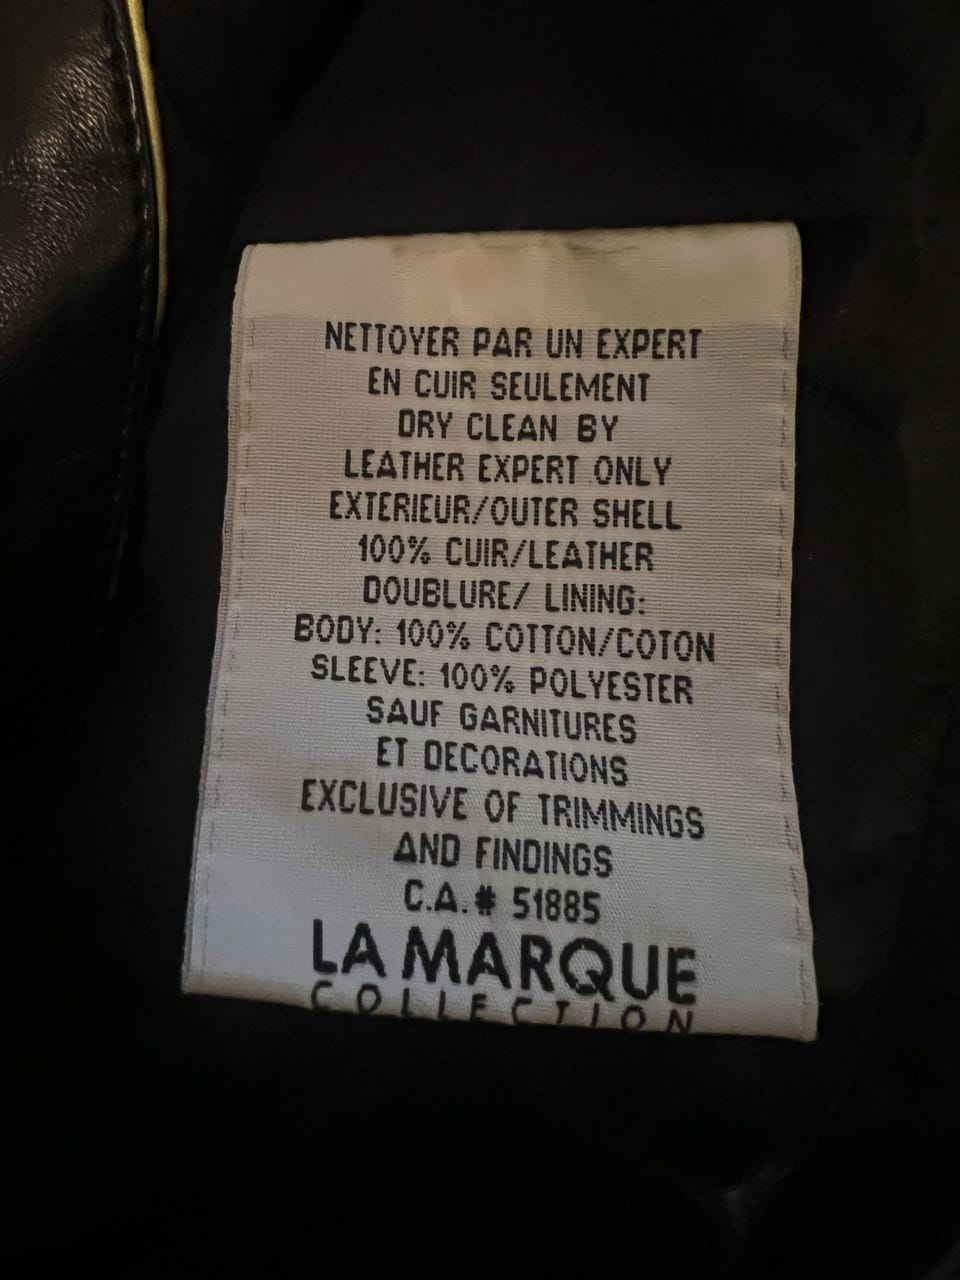 NETTOYER PAR UN EXPERT
EN CUIR SEULEMENT
DRY CLEAN BY
LEATHER EXPERT ONLY
EXTERIEUR/OUTER SHELL
100% CUIR/LEATHER
DOUBLURE/ LINING:
BODY: 100% COTTON/COTON
SLEEVE: 100% POLYESTER
SAUF GARNITURES
ET DECORATIONS
EXCLUSIVE OF TRIMMINGS
AND FINDINGS
C.A.# 51885
LA MARQUE
COLLECTION